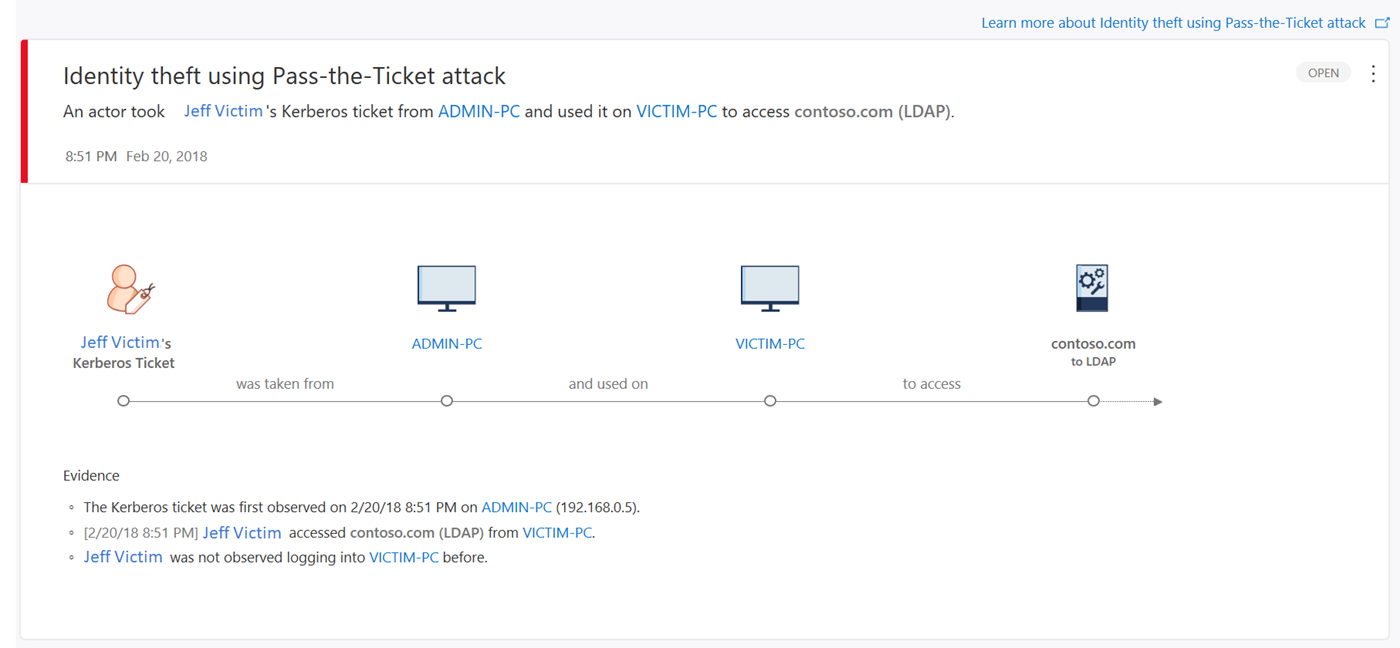 Learn more about Identity theft using Pass-the-Ticket attack
Identity theft using Pass-the-Ticket attack
OPEN
An actor took Jeff Victim's Kerberos ticket from ADMIN-PC and used it on VICTIM-PC to access contoso.com (LDAP).
8:51 PM Feb 20, 2018
Jeff Victim's
Kerberos Ticket
ADMIN-PC
VICTIM-PC
contoso.com
to LDAP
was taken from
and used on
to access
Evidence
The Kerberos ticket was first observed on 2/20/18 8:51 PM on ADMIN-PC (192.168.0.5).
[2/20/18 8:51 PM] Jeff Victim accessed contoso.com (LDAP) from VICTIM-PC.
Jeff Victim was not observed logging into VICTIM-PC before.